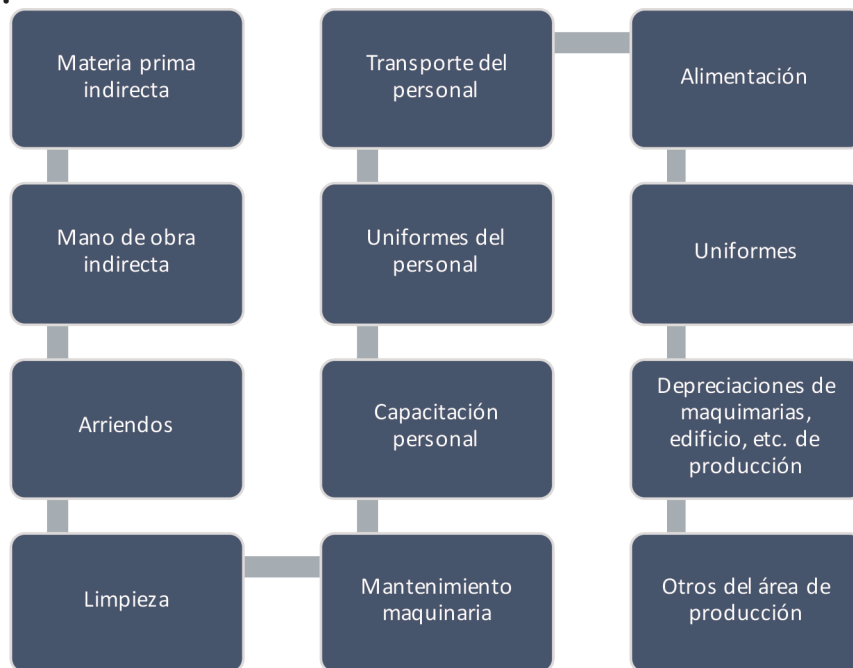 Materia prima
indirecta
Mano de obra
indirecta
Arriendos
Limpieza
Mantenimiento
maquinaria
Capacitación
personal
Uniformes del
personal
Transporte del
personal
Alimentación
Uniformes
Depreciaciones de
maquimarias,
edificio, etc. de
producción
Otros del área de
producción